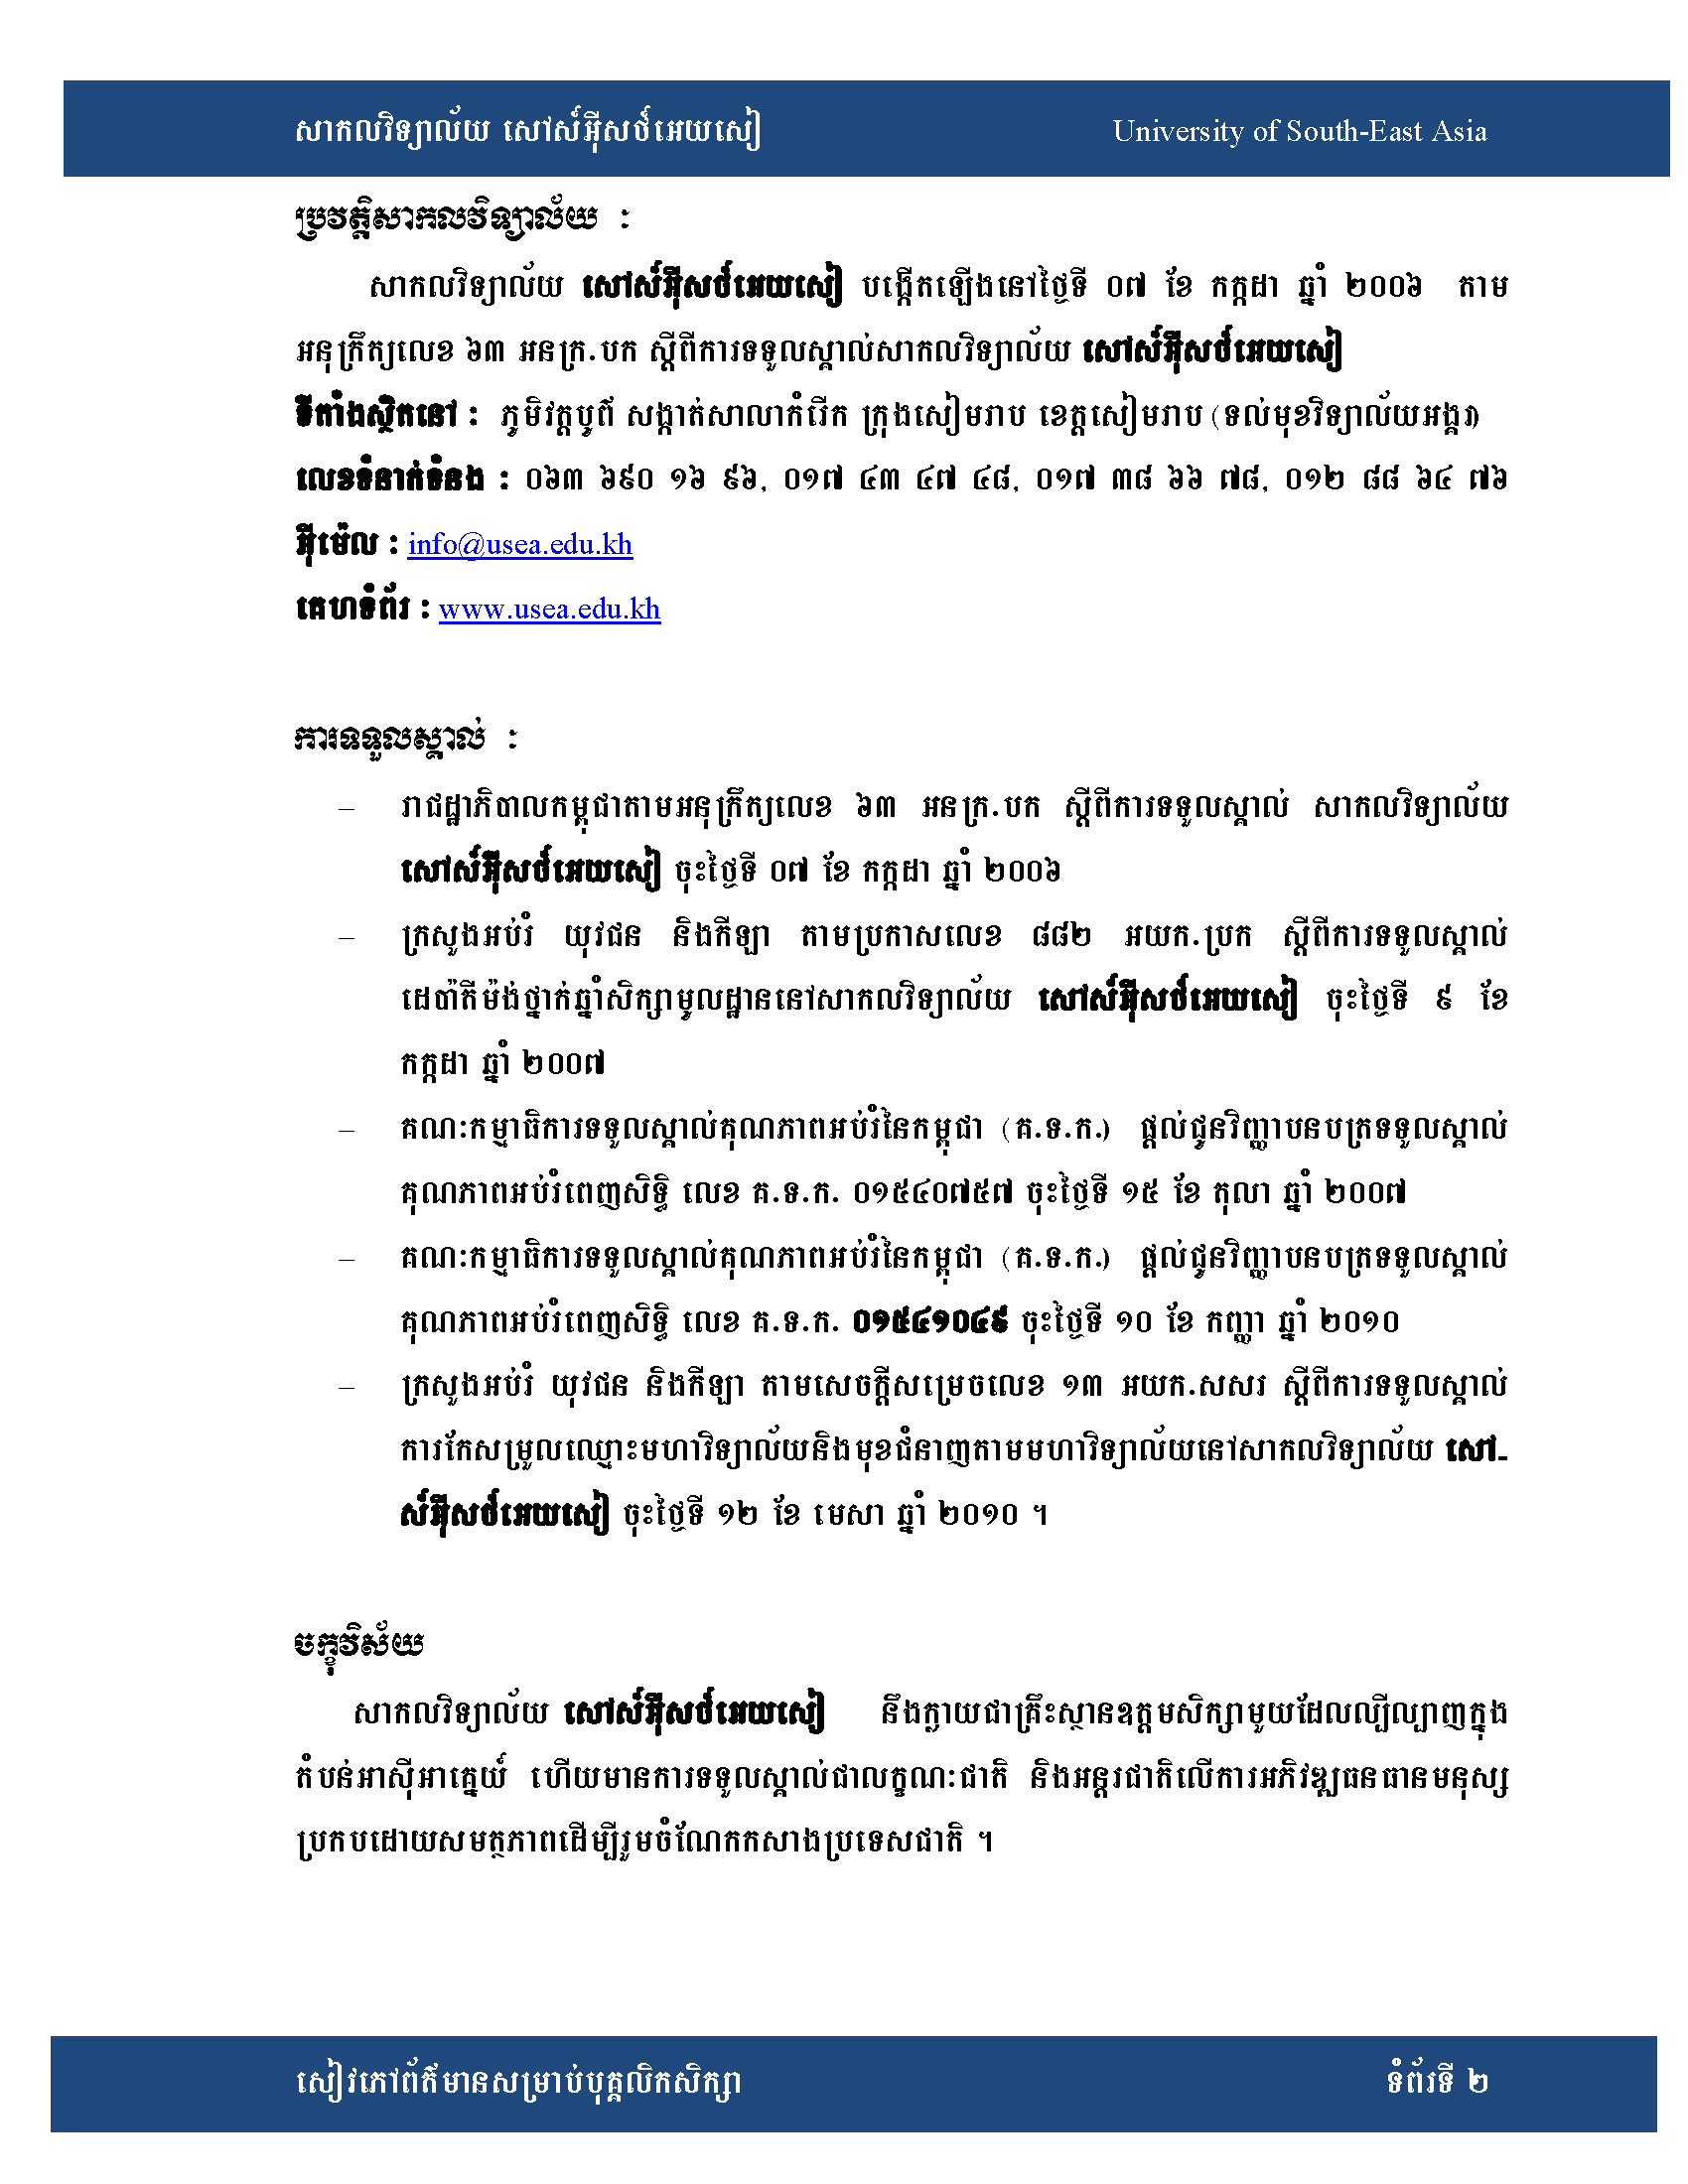 សាកលវិទ្យាល័យ សៅស៍អ៊ីសថ៍អេយសៀ University of South-East Asia
ប្រវត្តិសាកលវិទ្យាល័យ :
សាកលវិទ្យាល័យ សៅស៍អ៊ីសថ៍អេយសៀ បង្កើតឡើងនៅថ្ងៃទី ០៧ ខែ កក្កដា ឆ្នាំ ២០០៦ តាម
អនុក្រឹត្យលេខ ៦៣ អនក្រ.បក ស្តីពីការទទួលស្គាល់សាកលវិទ្យាល័យ សៅស៍អ៊ីសថ៍អេយសៀ
ទីតាំងស្ថិតនៅ : ភូមិវត្តបូព៌ សង្កាត់សាលាកំរើក ក្រុងសៀមរាប ខេត្តសៀមរាប (ទល់មុខវិទ្យាល័យអង្គរ)
លេខទំនាក់ទំនង : ០៦៣ ៦៩០ ១៦ ៩៦, ០១៧ ៤៣ ៤៧ ៤៨, ០១៧ ៣៨ ៦៦ ៧៨, ០១២ ៨៨ ៦៤ ៧៦
អ៊ីម៉េល : info@usea.edu.kh
គេហទំព័រ : www.usea.edu.kh
ការទទួលស្គាល់ :
– រាជដ្ឋាភិបាលកម្ពុជាតាមអនុក្រឹត្យលេខ ៦៣ អនក្រ.បក ស្តីពីការទទួលស្គាល់ សាកលវិទ្យាល័យ
សៅស៍អ៊ីសថ៍អេយសៀ ចុះថ្ងៃទី ០៧ ខែ កក្កដា ឆ្នាំ ២០០៦
– ក្រសួងអប់រំ យុវជន និងកីឡា តាមប្រកាសលេខ ៨៨២ អយក.ប្រក ស្តីពីការទទួលស្គាល់
ដេប៉ាតឺម៉ង់ថ្នាក់ឆ្នាំសិក្សាមូលដ្ឋាននៅសាកលវិទ្យាល័យ សៅស៍អ៊ីសថ៍អេយសៀ ចុះថ្ងៃទី ៩ ខែ
កក្កដា ឆ្នាំ ២០០៧
– គណៈកម្មាធិការទទួលស្គាល់គុណភាពអប់រំនៃកម្ពុជា (គ.ទ.ក.) ផ្តល់ជូនវិញ្ញាបនបត្រទទួលស្គាល់
គុណភាពអប់រំពេញសិទ្ធិ លេខ គ.ទ.ក. ០១៥៤០៧៥៧ ចុះថ្ងៃទី ១៥ ខែ តុលា ឆ្នាំ ២០០៧
– គណៈកម្មាធិការទទួលស្គាល់គុណភាពអប់រំនៃកម្ពុជា (គ.ទ.ក.) ផ្តល់ជូនវិញ្ញាបនបត្រទទួលស្គាល់
គុណភាពអប់រំពេញសិទ្ធិ លេខ គ.ទ.ក. ០១៥៤១០៤៩ ចុះថ្ងៃទី ១០ ខែ កញ្ញា ឆ្នាំ ២០១០
– ក្រសួងអប់រំ យុវជន និងកីឡា តាមសេចក្តីសម្រេចលេខ ១៣ អយក.សសរ ស្តីពីការទទួលស្គាល់
ការកែសម្រួលឈ្មោះមហាវិទ្យាល័យនិងមុខជំនាញតាមមហាវិទ្យាល័យនៅសាកលវិទ្យាល័យ សៅ-
ស៍អ៊ីសថ៍អេយសៀ ចុះថ្ងៃទី ១២ ខែ មេសា ឆ្នាំ ២០១០ ។
ចក្ខុវិស័យ
សាកលវិទ្យាល័យ សៅស៍អ៊ីសថ៍អេយសៀ នឹងក្លាយជាគ្រឹះស្ថានឧត្តមសិក្សាមួយដែលល្បីល្បាញក្នុង
តំបន់អាស៊ីអាគ្នេយ៍ ហើយមានការទទួលស្គាល់ជាលក្ខណៈជាតិ និងអន្តរជាតិលើការអភិវឌ្ឍធនធានមនុស្ស
ប្រកបដោយសមត្ថភាពដើម្បីរួមចំណែកកសាងប្រទេសជាតិ ។
សៀវភៅព័ត៌មានសម្រាប់បុគ្គលិកសិក្សា ទំព័រទី ២